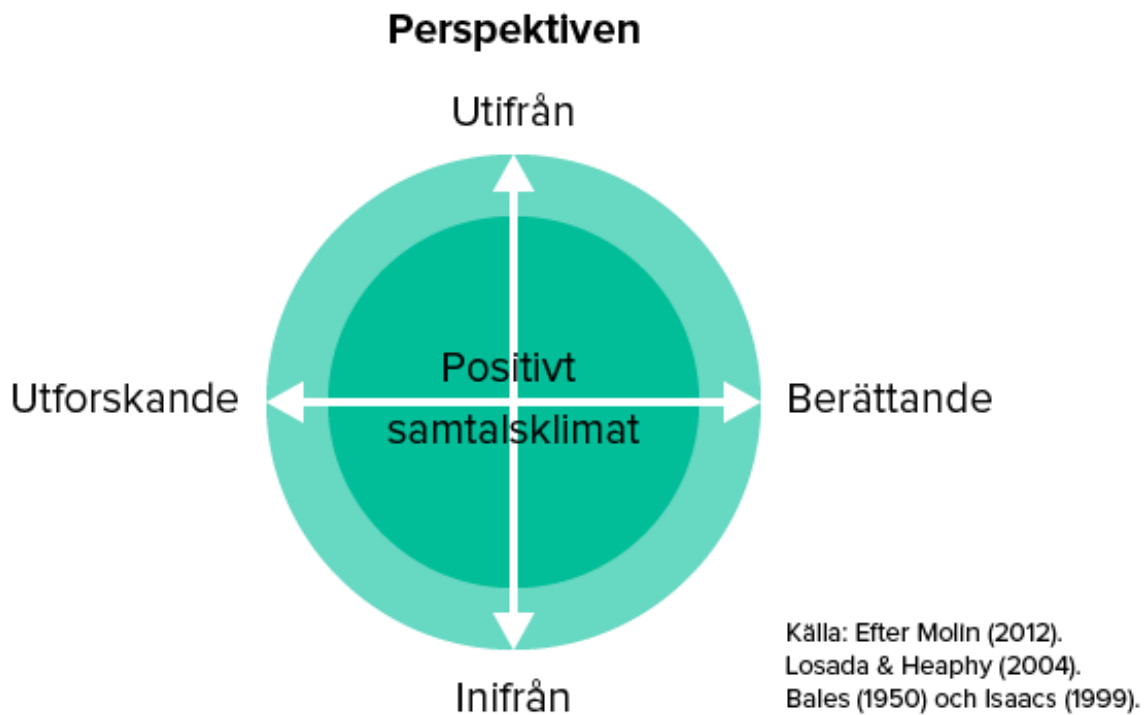 Perspektiven
Utifrån
Positivt
Utforskande
Berättande
samtalsklimat
Källa: Efter Molin (2012).
Losada & Heaphy (2004).
Inifrån
Bales (1950) och Isaacs (1999).